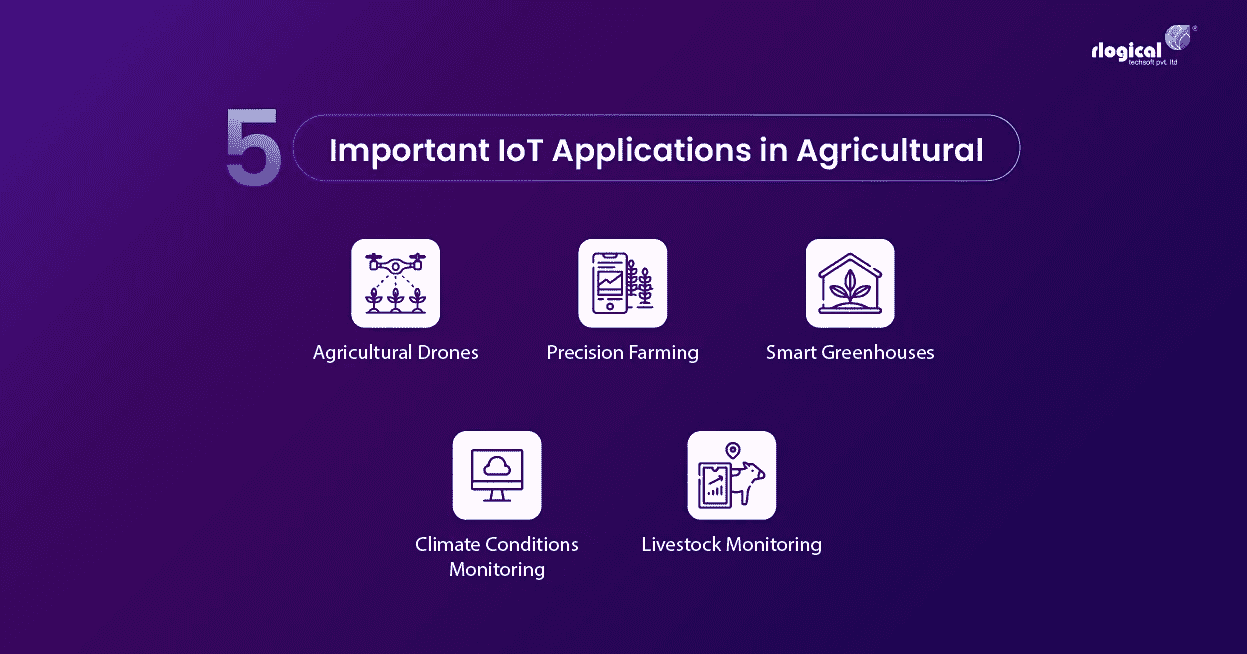 rlogical
techsoft pvt. ltd
5
Important IoT Applications in Agricultural
Agricultural Drones
Precision Farming
Smart Greenhouses
Climate Conditions
Monitoring
Livestock Monitoring